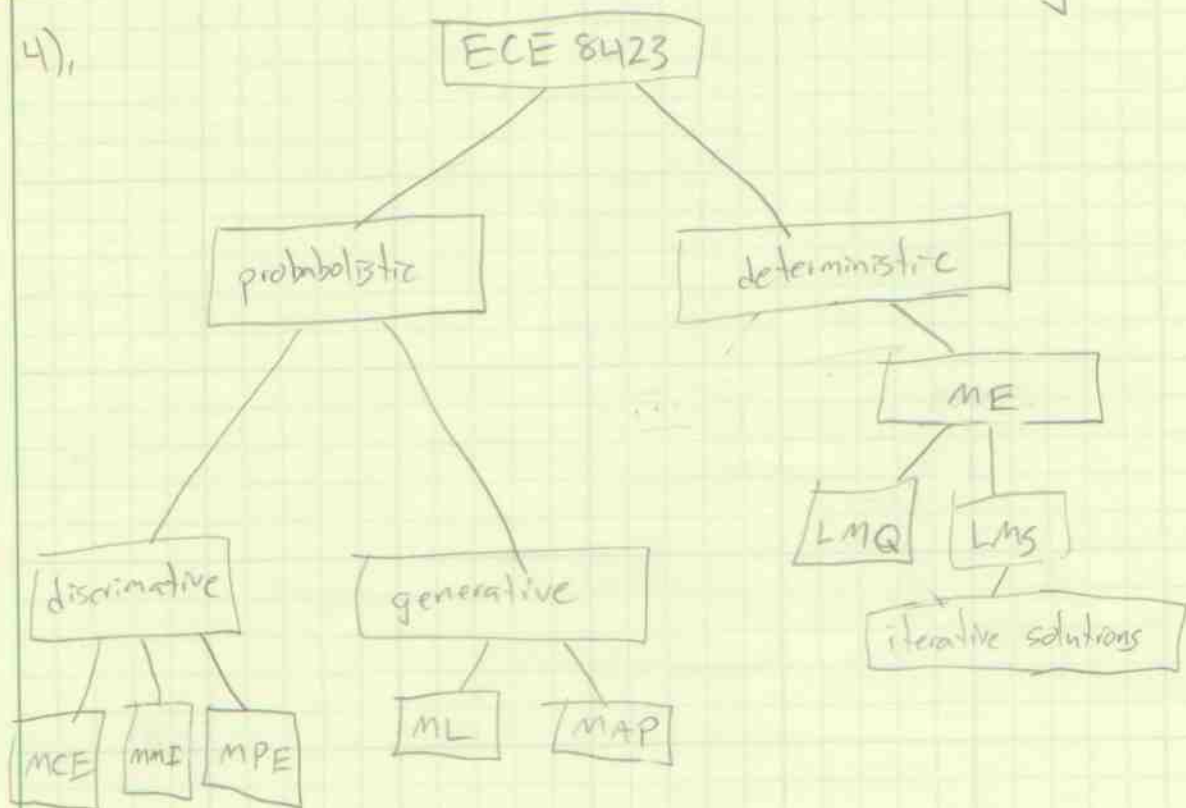 4).
ECE 8423
probabolistic
deterministic
ME
LMQ
LMS
iterative solutions
discrimative
generative
MCE
MMI
MPE
ML
MAP